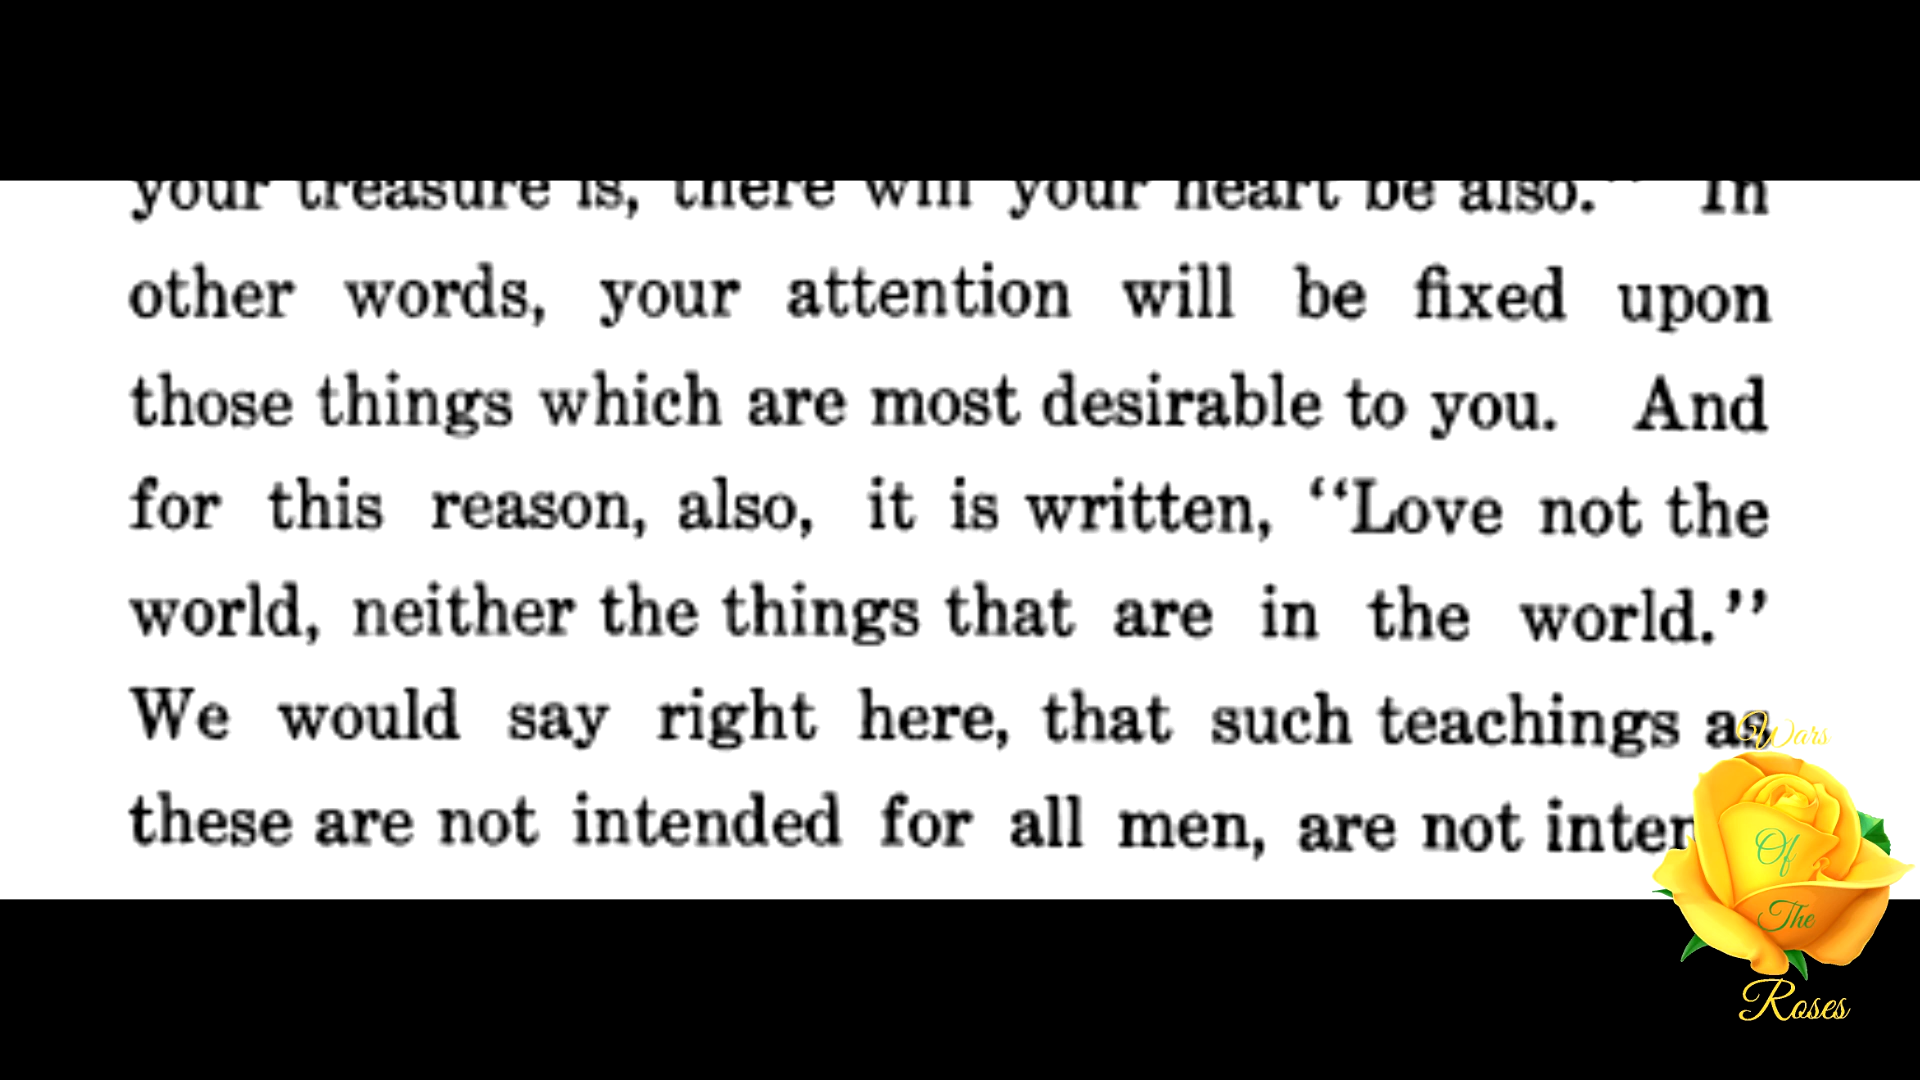 your treasure is, there will your heart be also." In
other words, your attention will be fixed upon
those things which are most desirable to you. And
for this reason, also, it is written, "Love not the
world, neither the things that are in the world."
We would say right here, that such teachings as
these are not intended for all men, are not inten
Wars
Of
The
Roses